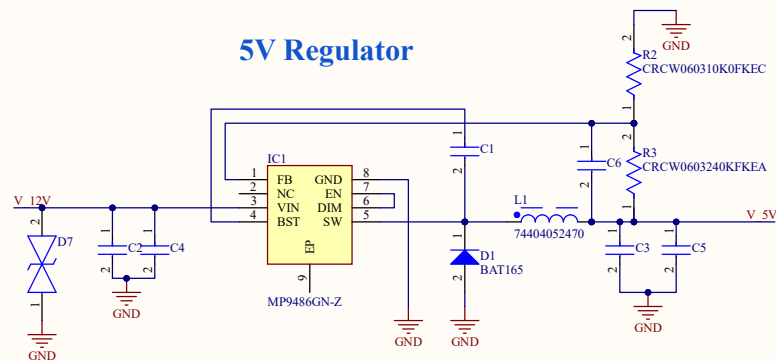 5V Regulator
GND
2
R2
CRCW060310K0FKEC
1
2
R3
CRCW0603240KFKEA
1
1
C1
2
1
C6
2
IC1
1 FB GND 8
2 NC EN 7
3 VIN DIM 6
4 BST SW 5
EP
9
MP9486GN-Z
V_12V
2
D7
1
GND
1
C2
2
1
C4
2
GND
GND
1
D1
BAT165
2
GND
L1
74404052470
V_5V
1
C3
2
1
C5
2
GND